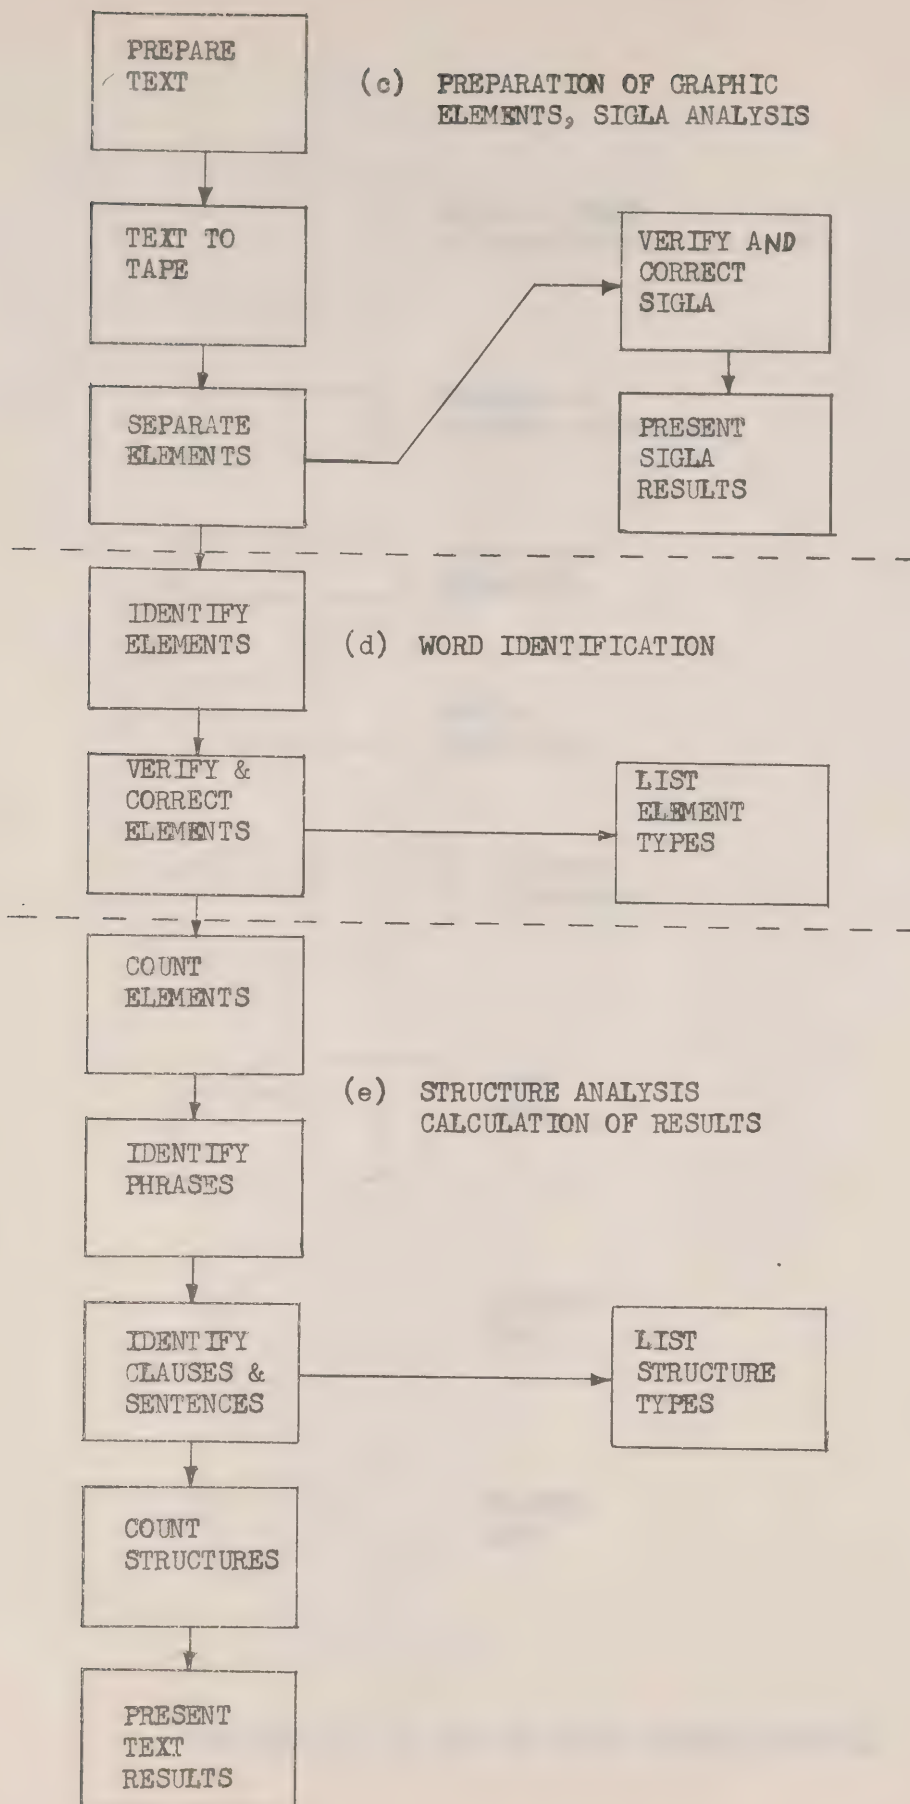 PREPARE
TEXT
(c) PREPARATION OF GRAPHIC
ELEMENTS, SIGLA ANALYSIS
TEXT TO
TAPE
VERIFY AND
CORRECT
SIGLA
SEPARATE
ELEMENTS
PRESENT
SIGLA
RESULTS
IDENTIFY
ELEMENTS
(d) WORD IDENTIFICATION
VERIFY &
CORRECT
ELEMENTS
LIST
ELEMENT
TYPES
COUNT
ELEMENTS
(e) STRUCTURE ANALYSIS
CALCULATION OF RESULTS
IDENTIFY
PHRASES
IDENTIFY
CLAUSES &
SENTENCES
LIST
STRUCTURE
TYPES
COUNT
STRUCTURES
PRESENT
TEXT
RESULTS